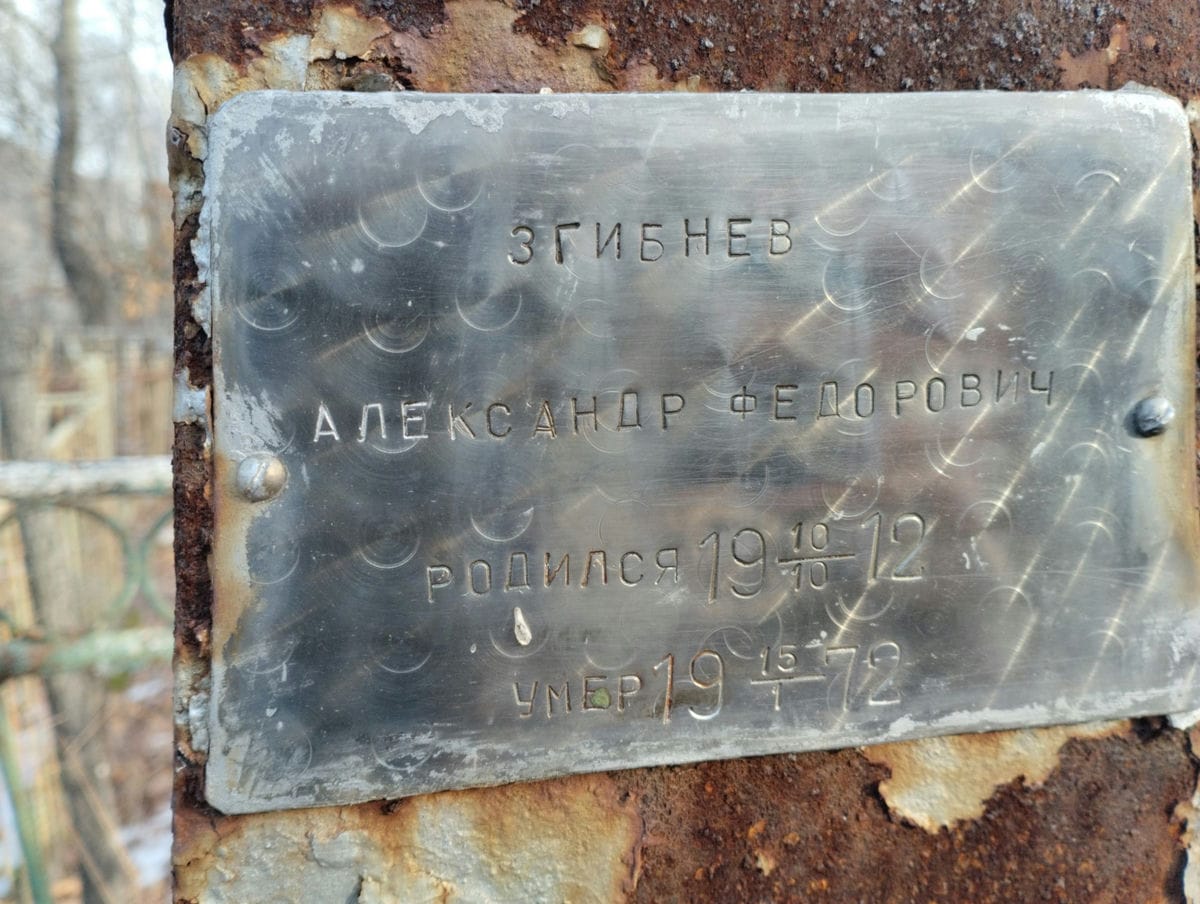 ЗГИБНЕВ
АЛЕКСАНДР ФЕДОРОВИЧ
РОДИЛСЯ 19 10/10 12
УМЕР 19 15/1 72